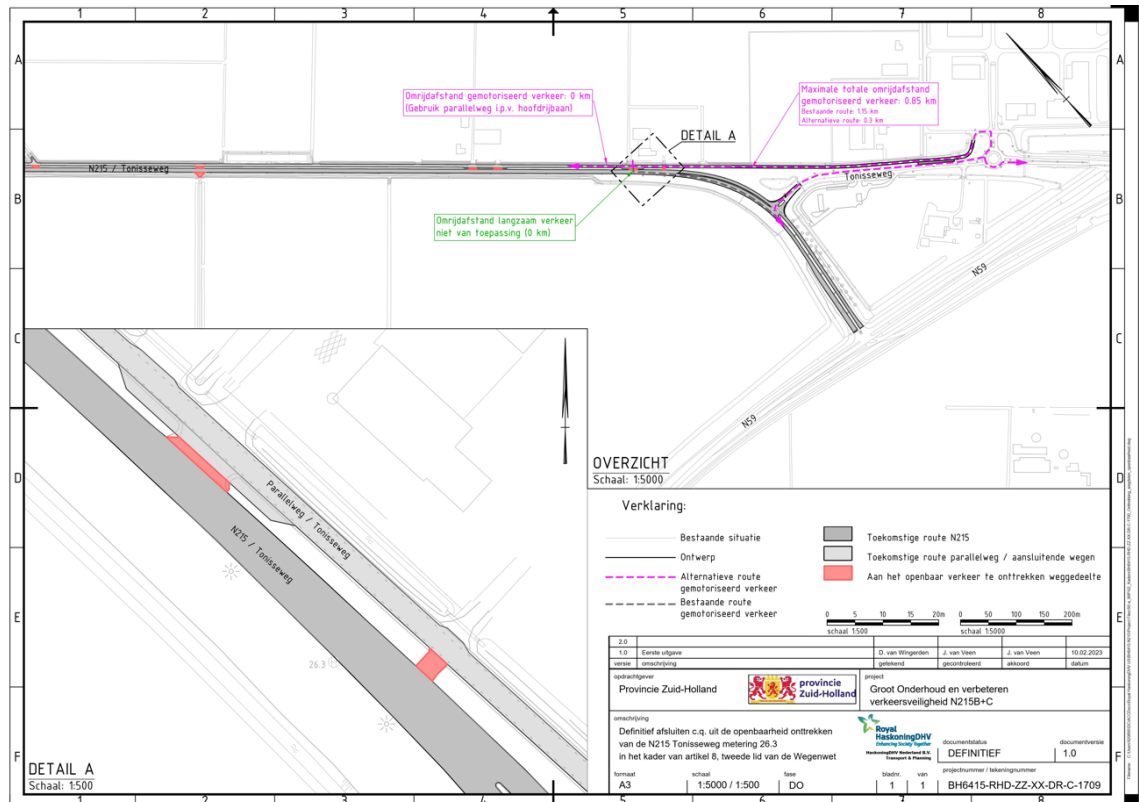 1 2 3 4 5 6 7 8
A A
B B
C C
D D
E E
F F
Omrijdafstand gemotoriseerd verkeer: 0 km
(Gebruik parallelweg i.p.v. hoofdrijbaan)
Maximale totale omrijdafstand
gemotoriseerd verkeer: 0.85 km
Bestaande route: 1.15 km
Alternatieve route: 0.3 km
DETAIL A
N215 / Tonisseweg
Tonisseweg
Omrijdafstand langzaam verkeer
niet van toepassing (0 km)
N59
N59
OVERZICHT
Schaal: 1:5000
Parallelweg / Tonisseweg
N215 / Tonisseweg
26.3
DETAIL A
Schaal: 1:500
Verklaring:
Bestaande situatie
Ontwerp
Alternatieve route
gemotoriseerd verkeer
Bestaande route
gemotoriseerd verkeer
Toekomstige route N215
Toekomstige route parallelweg / aansluitende wegen
Aan het openbaar verkeer te onttrekken weggedeelte
0 5 10 15 20m
schaal 1:500
0 50 100 150 200m
schaal 1:5000
2.0
1.0 Eerste uitgave D. van Wingerden J. van Veen J. van Veen 10.02.2023
versie omschrijving getekend gecontroleerd akkoord datum
opdrachtgever
Provincie Zuid-Holland
provincie
Zuid-Holland
project
Groot Onderhoud en verbeteren
verkeersveiligheid N215B+C
omschrijving
Definitief afsluiten c.q. uit de openbaarheid onttrekken
van de N215 Tonisseweg metering 26.3
in het kader van artikel 8, tweede lid van de Wegenwet
Royal
HaskoningDHV
Enhancing Society Together
HaskoningDHV Nederland B.V.
Transport & Planning
documentstatus
DEFINITIEF
documentversie
1.0
formaat
A3
schaal
1:5000 / 1:500
fase
DO
bladnr.
1
van
1
projectnummer / tekeningnummer
BH6415-RHD-ZZ-XX-DR-C-1709